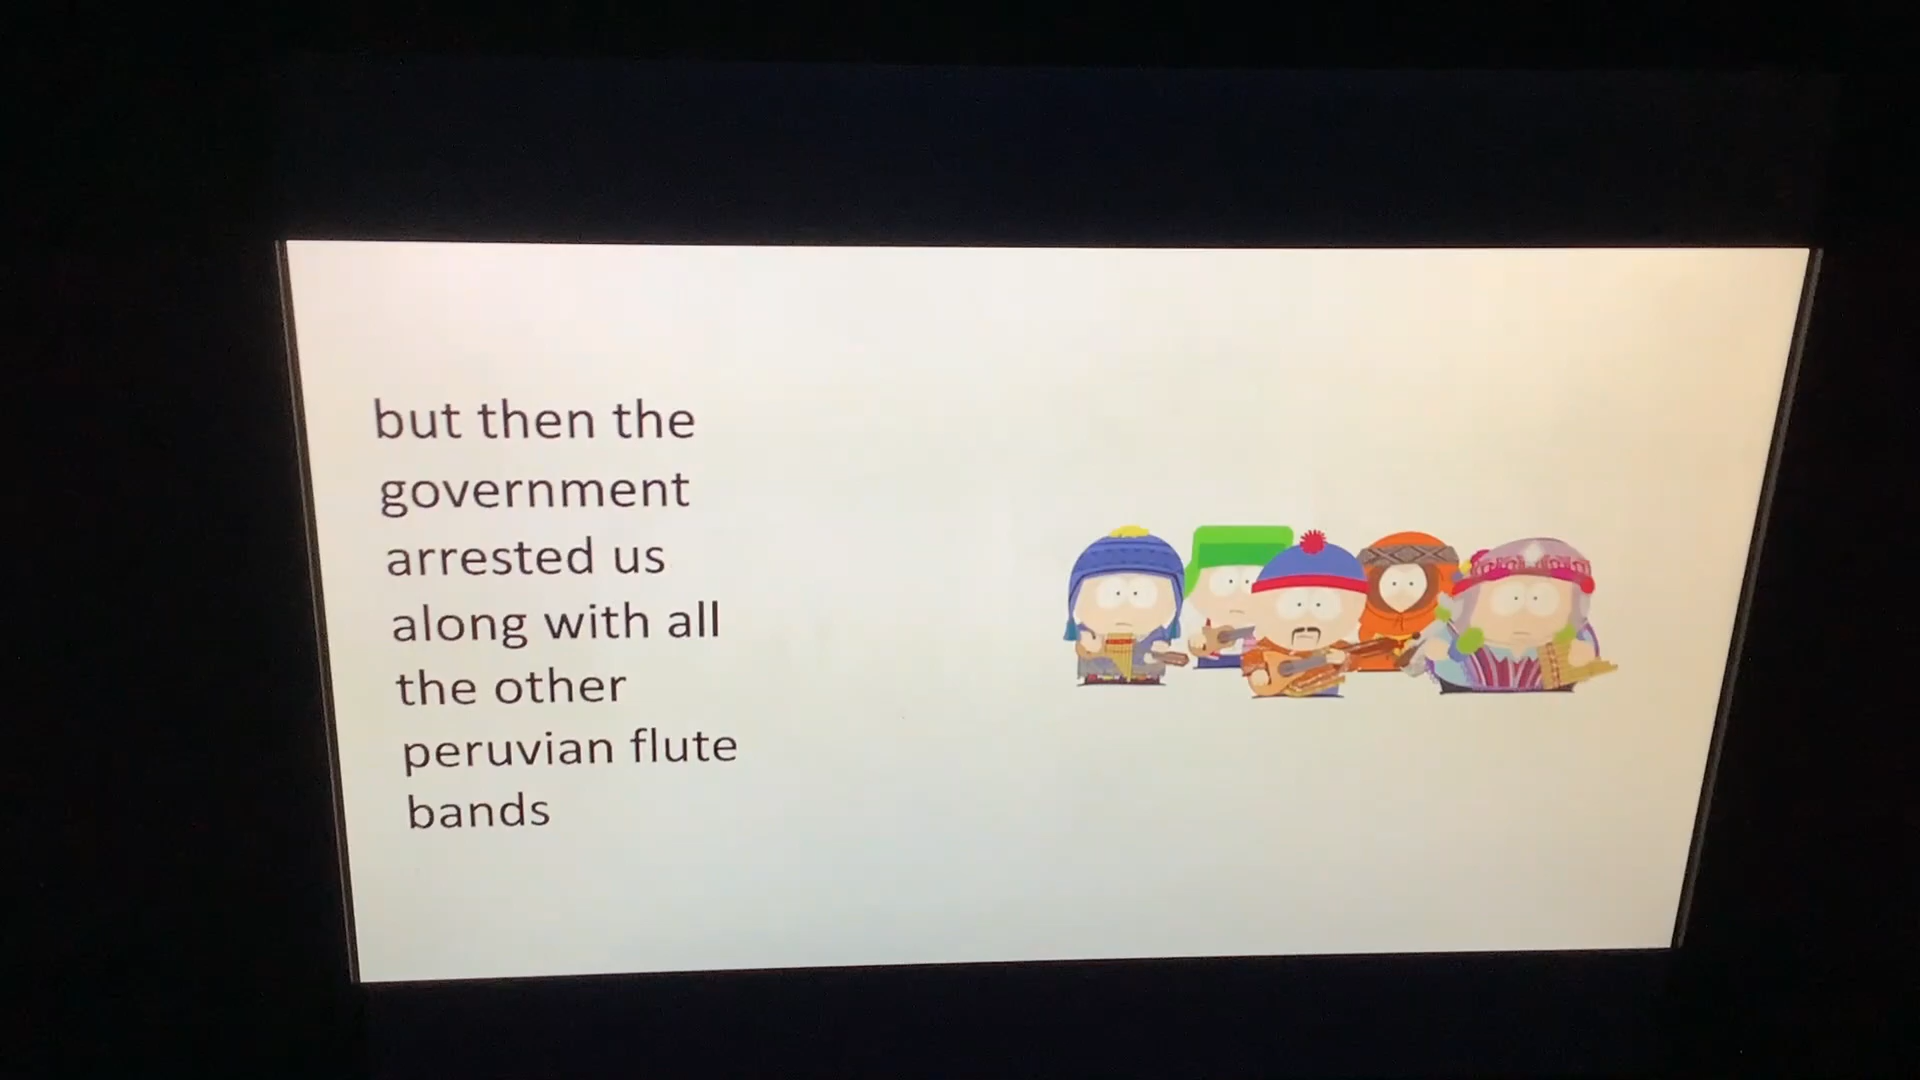 but then the
government
arrested us
along with all
the other
peruvian flute
bands